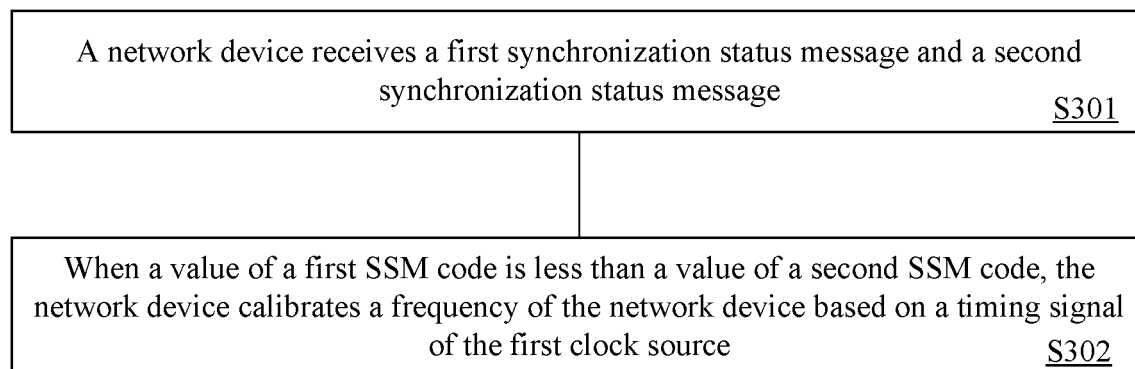 A network device receives a first synchronization status message and a second
synchronization status message
S301
When a value of a first SSM code is less than a value of a second SSM code, the
network device calibrates a frequency of the network device based on a timing signal
of the first clock source
S302